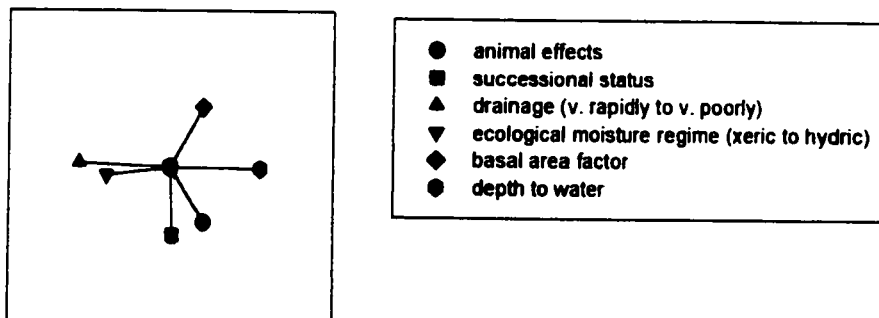 animal effects
successional status
drainage (v. rapidly to v. poorly)
ecological moisture regime (xeric to hydric)
basal area factor
depth to water